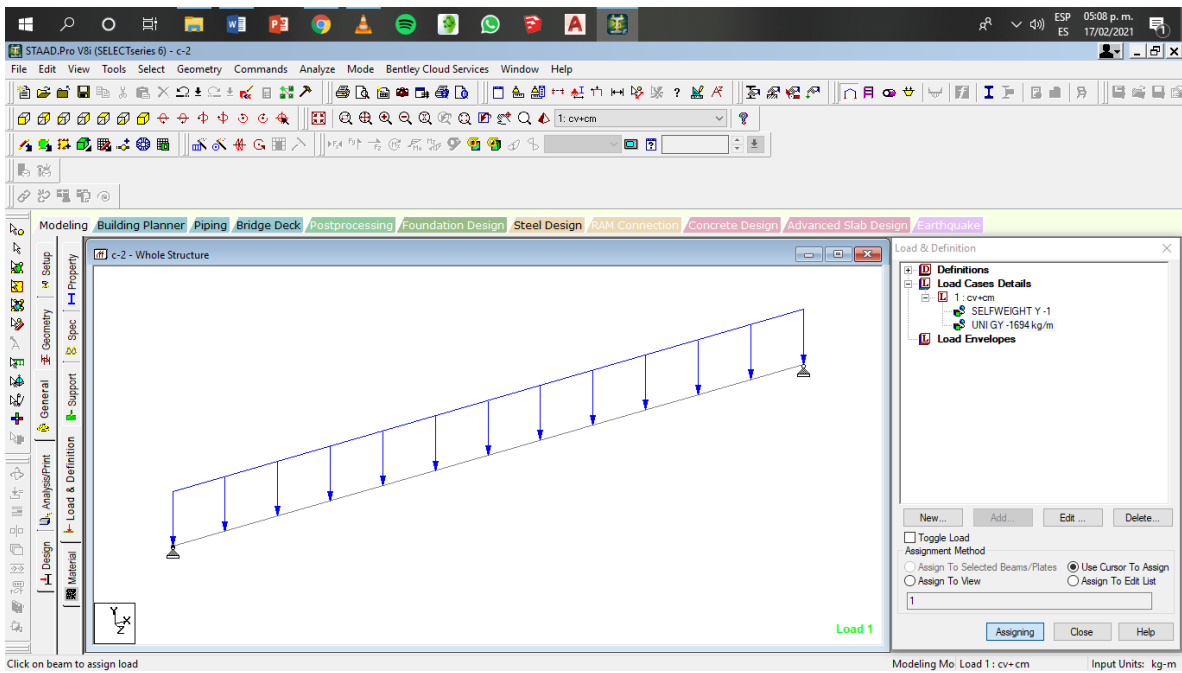 ESP 05:08 p. m.
ES 17/02/2021
STAAD.Pro V8i (SELECTseries 6) - c-2
File Edit View Tools Select Geometry Commands Analyze Mode Bentley Cloud Services Window Help
1: cv+cm
Modeling Building Planner Piping Bridge Deck Postprocessing Foundation Design Steel Design RAM Connection Concrete Design Advanced Slab Design Earthquake
Setup
Geometry
General
Analysis/Print
Design
Property
Spec
Support
Load & Definition
Material
c-2 - Whole Structure
Y
X
Z
Load 1
Load & Definition
Definitions
Load Cases Details
1 : cv+cm
SELFWEIGHT Y -1
UNI GY -1694 kg/m
Load Envelopes
New... Add... Edit ... Delete...
Toggle Load
Assignment Method
Assign To Selected Beams/Plates Use Cursor To Assign
Assign To View Assign To Edit List
1
Assigning Close Help
Click on beam to assign load
Modeling Mo Load 1 : cv+cm Input Units: kg-m